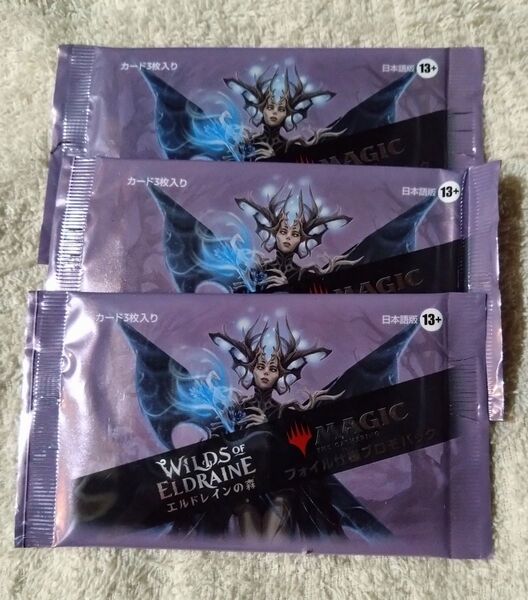 カード3枚入り
日本語版 13+
MAGIC
カード3枚入り
日本語版 13+
カード3枚入り
日本語版 13+
MAGIC
THE GATHERING
WILDS OF
ELDRAINE
エルドレインの森
フォイル仕様プロモパック